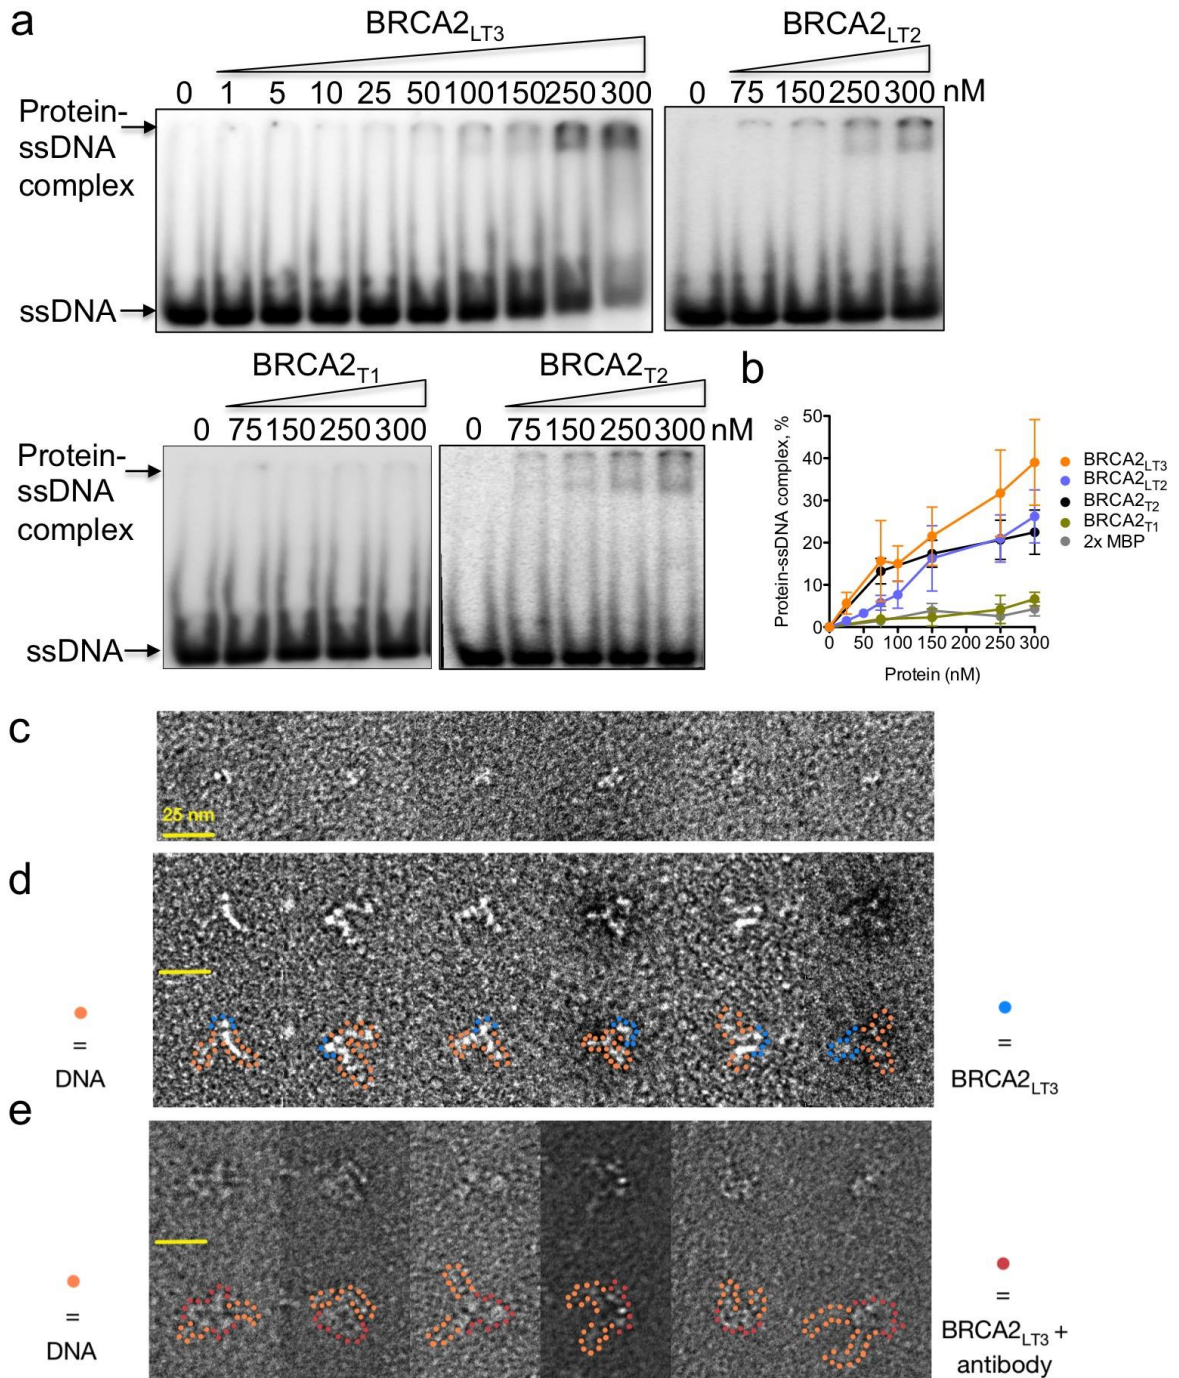 a
BRCA2LT3
BRCA2LT2
0 1 5 10 25 50 100 150 250 300
0 75 150 250 300 nM
Protein-
ssDNA
complex
ssDNA
BRCA2T1
BRCA2T2
0 75 150 250 300
0 75 150 250 300 nM
Protein-
ssDNA
complex
ssDNA
b
Protein-ssDNA complex, %
50
40
30
20
10
0
0 50 100 150 200 250 300
Protein (nM)
BRCA2LT3
BRCA2LT2
BRCA2T2
BRCA2T1
2x MBP
c
25 nm
d
=
DNA
=
BRCA2LT3
e
=
DNA
=
BRCA2LT3 +
antibody